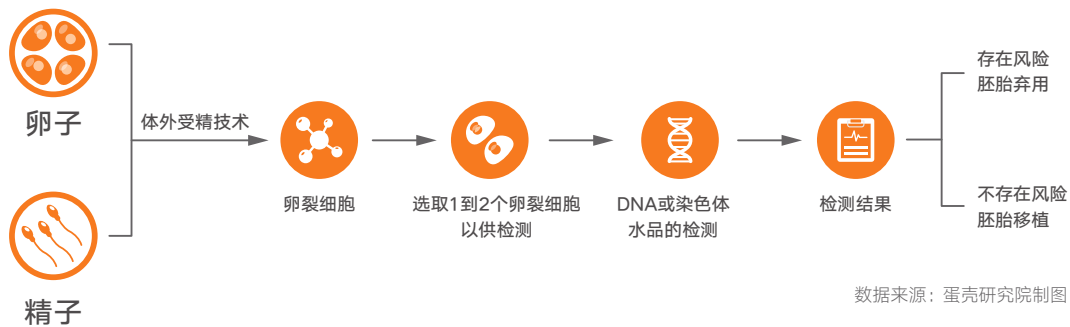 卵子
精子
体外受精技术
卵裂细胞
选取1到2个卵裂细胞
以供检测
DNA或染色体
水品的检测
检测结果
存在风险
胚胎弃用
不存在风险
胚胎移植
数据来源：蛋壳研究院制图